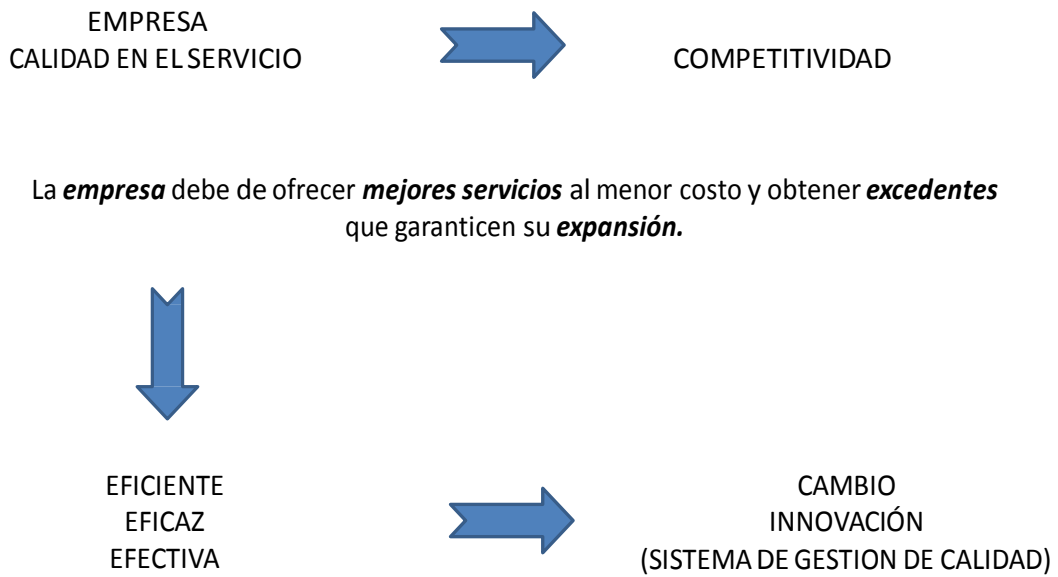 EMPRESA
CALIDAD EN EL SERVICIO
COMPETITIVIDAD
La empresa debe de ofrecer mejores servicios al menor costo y obtener excedentes
que garanticen su expansión.
EFICIENTE
EFICAZ
EFECTIVA
CAMBIO
INNOVACIÓN
(SISTEMA DE GESTION DE CALIDAD)